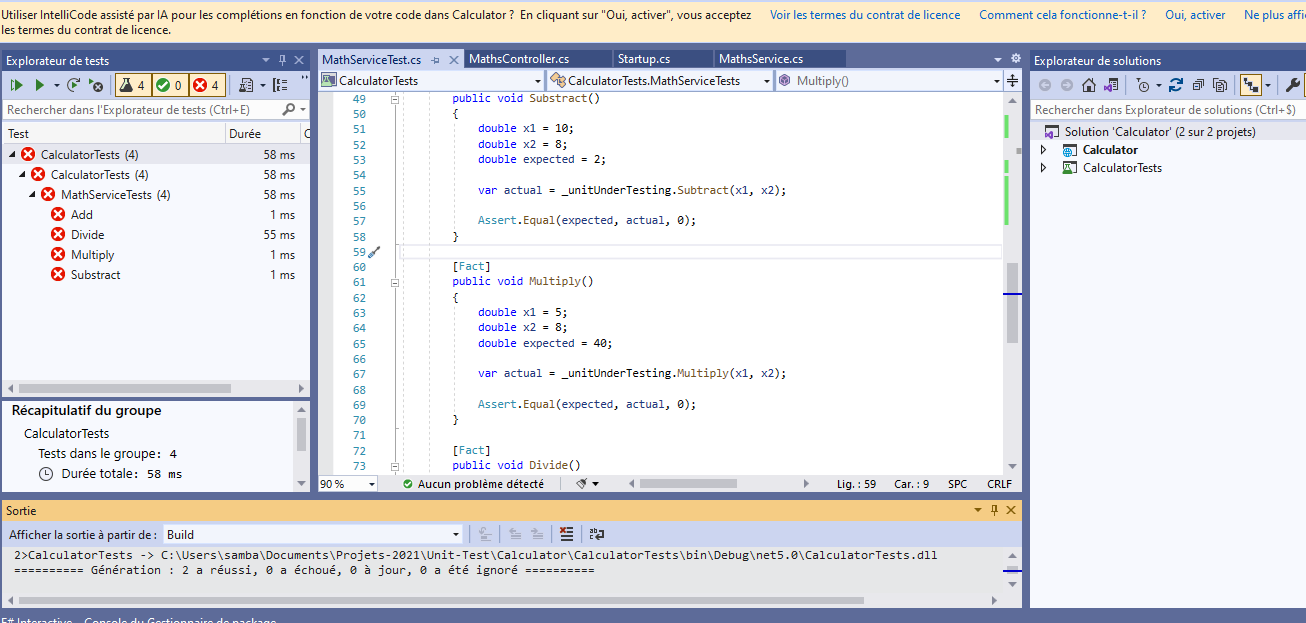 Utiliser IntelliCode assisté par IA pour les complétions en fonction de votre code dans Calculator ? En cliquant sur "Oui, activer", vous acceptez les termes du contrat de licence.
Voir les termes du contrat de licence
Comment cela fonctionne-t-il ?
Oui, activer
Ne plus
Explorateur de tests
4 0 4
Rechercher dans l'Explorateur de tests (Ctrl+E)
Test Durée C
CalculatorTests (4) 58 ms
CalculatorTests (4) 58 ms
MathServiceTests (4) 58 ms
Add 1 ms
Divide 55 ms
Multiply 1 ms
Substract 1 ms
Récapitulatif du groupe
CalculatorTests
Tests dans le groupe: 4
Durée totale: 58 ms
MathServiceTest.cs MathsController.cs Startup.cs MathsService.cs
CalculatorTests CalculatorTests.MathServiceTests Multiply()
49 public void Substract()
50 {
51 double x1 = 10;
52 double x2 = 8;
53 double expected = 2;
54
55 var actual = _unitUnderTesting.Subtract(x1, x2);
56
57 Assert.Equal(expected, actual, 0);
58 }
59
60 [Fact]
61 public void Multiply()
62 {
63 double x1 = 5;
64 double x2 = 8;
65 double expected = 40;
66
67 var actual = _unitUnderTesting.Multiply(x1, x2);
68
69 Assert.Equal(expected, actual, 0);
70 }
71
72 [Fact]
73 public void Divide()
90 % Aucun problème détecté Lig. : 59 Car. : 9 SPC CRLF
Explorateur de solutions
Rechercher dans Explorateur de solutions (Ctrl+$)
Solution 'Calculator' (2 sur 2 projets)
Calculator
CalculatorTests
Sortie
Afficher la sortie à partir de : Build
2>CalculatorTests -> C:\Users\samba\Documents\Projets-2021\Unit-Test\Calculator\CalculatorTests\bin\Debug\net5.0\CalculatorTests.dll
========== Génération : 2 a réussi, 0 a échoué, 0 à jour, 0 a été ignoré ==========
F# Interactive Console du Gestionnaire de package